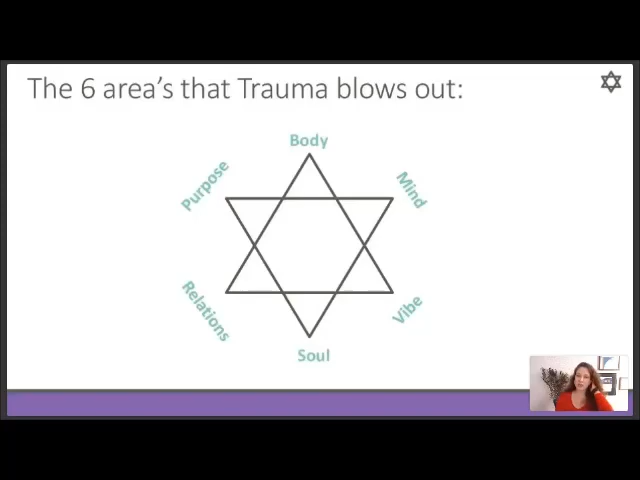 The 6 area's that Trauma blows out:
Body
Purpose
Mind
Relations
Vibe
Soul